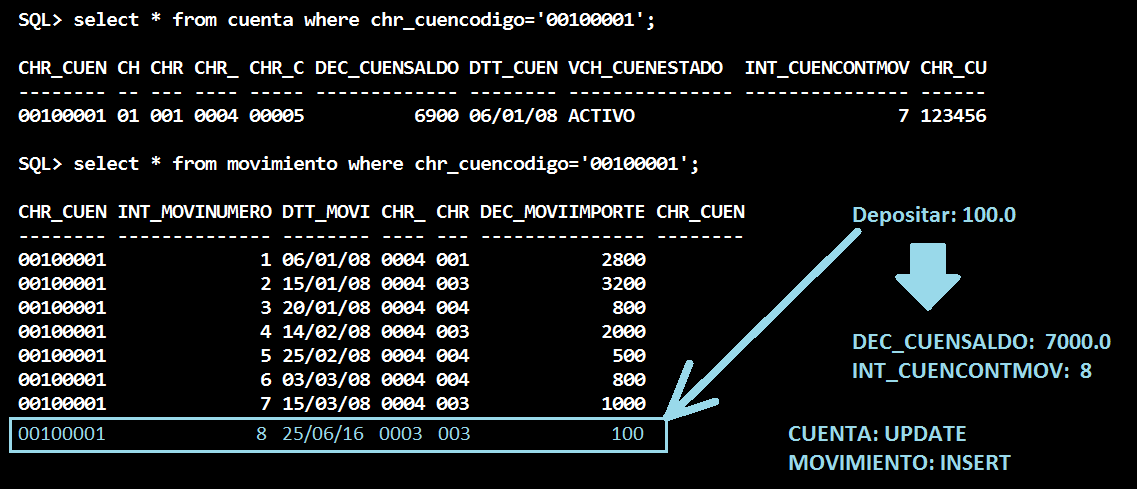 SQL> select * from cuenta where chr_cuencodigo='00100001';
CHR_CUEN CH CHR CHR_ CHR_C DEC_CUENSALDO DTT_CUEN VCH_CUENESTADO  INT_CUENCONTMOV CHR_CU
-------- -- --- ---- ----- ------------- -------- --------------- --------------- ------
00100001 01 001 0004 00005          6900 06/01/08 ACTIVO                        7 123456
SQL> select * from movimiento where chr_cuencodigo='00100001';
CHR_CUEN INT_MOVINUMERO DTT_MOVI CHR_ CHR DEC_MOVIIMPORTE CHR_CUEN
-------- -------------- -------- ---- --- --------------- --------
00100001              1 06/01/08 0004 001            2800
00100001              2 15/01/08 0004 003            3200
00100001              3 20/01/08 0004 004             800
00100001              4 14/02/08 0004 003            2000
00100001              5 25/02/08 0004 004             500
00100001              6 03/03/08 0004 004             800
00100001              7 15/03/08 0004 003            1000
00100001              8 25/06/16 0003 003             100
Depositar: 100.0
DEC_CUENSALDO: 7000.0
INT_CUENCONTMOV: 8
CUENTA: UPDATE
MOVIMIENTO: INSERT